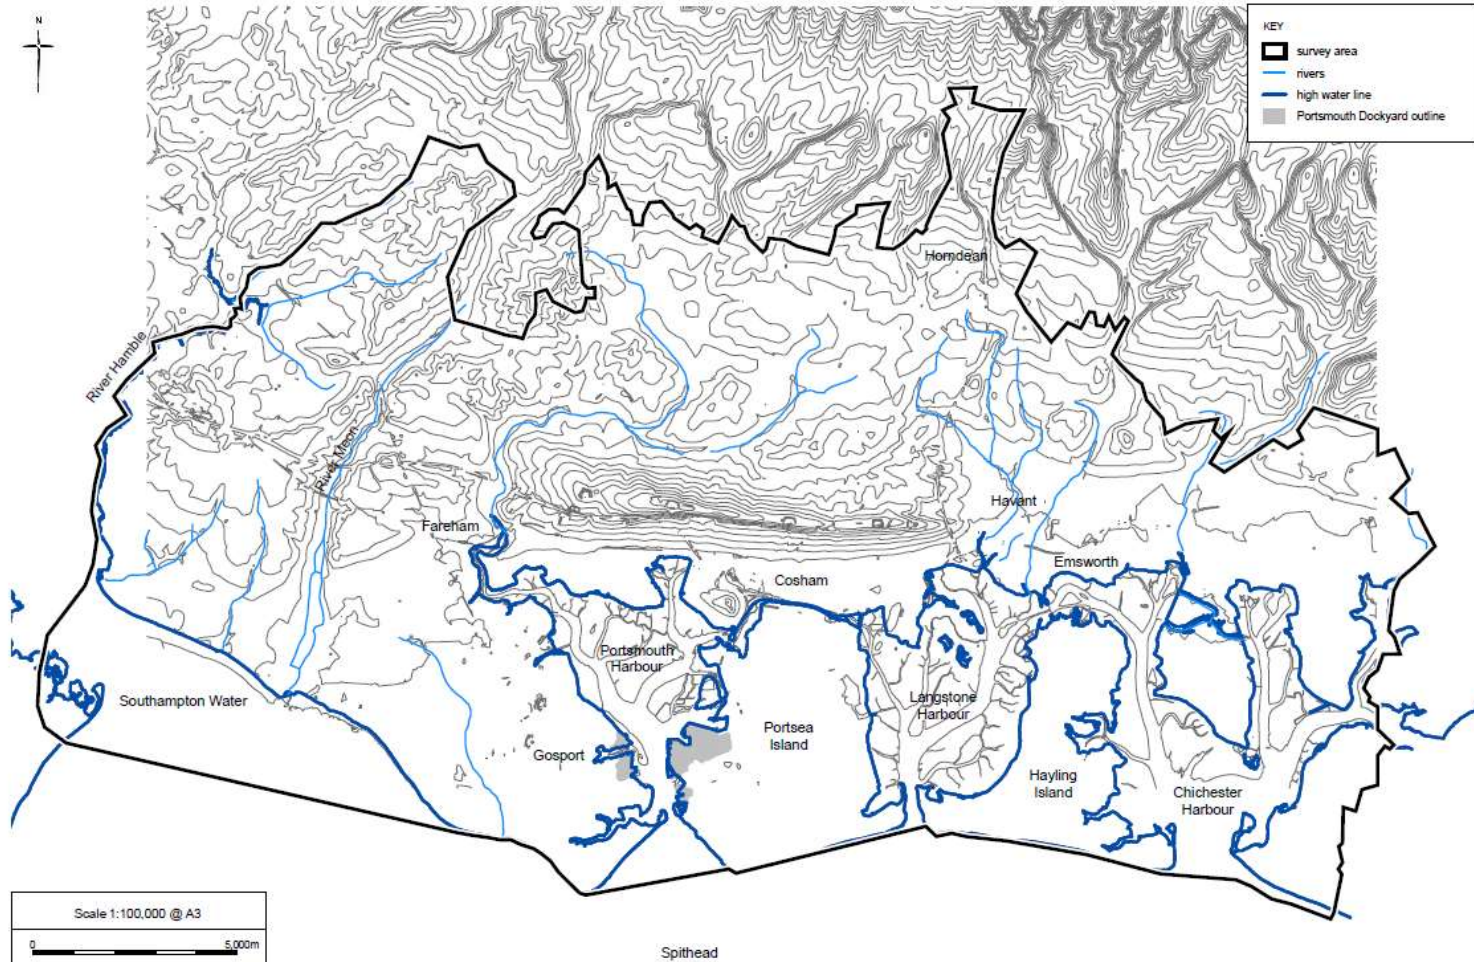 N
KEY
survey area
rivers
high water line
Portsmouth Dockyard outline
Horndean
River Hamble
River Meon
Havant
Fareham
Emsworth
Cosham
Portsmouth
Harbour
Southampton Water
Langstone
Harbour
Portsea
Island
Gosport
Hayling
Island
Chichester
Harbour
Scale 1:100,000 @ A3
0
5,000m
Spithead